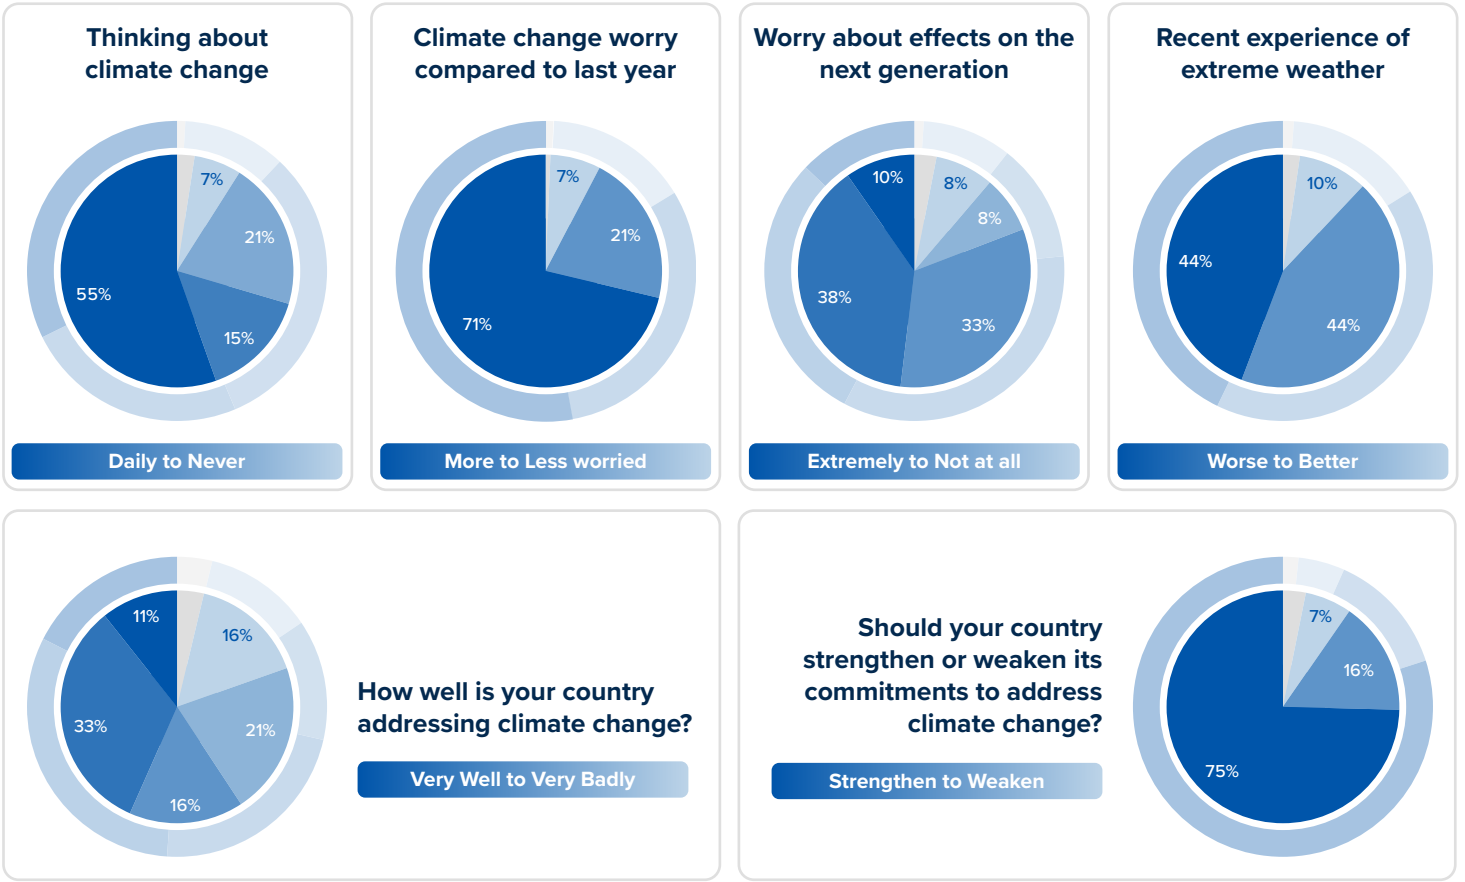 Thinking about
climate change
7%
21%
55%
15%
Daily to Never
Climate change worry
compared to last year
7%
21%
71%
More to Less worried
Worry about effects on the
next generation
10%
8%
8%
38%
33%
Extremely to Not at all
Recent experience of
extreme weather
10%
44%
44%
Worse to Better
11%
16%
33%
21%
16%
How well is your country
addressing climate change?
Very Well to Very Badly
Should your country
strengthen or weaken its
commitments to address
climate change?
Strengthen to Weaken
7%
16%
75%